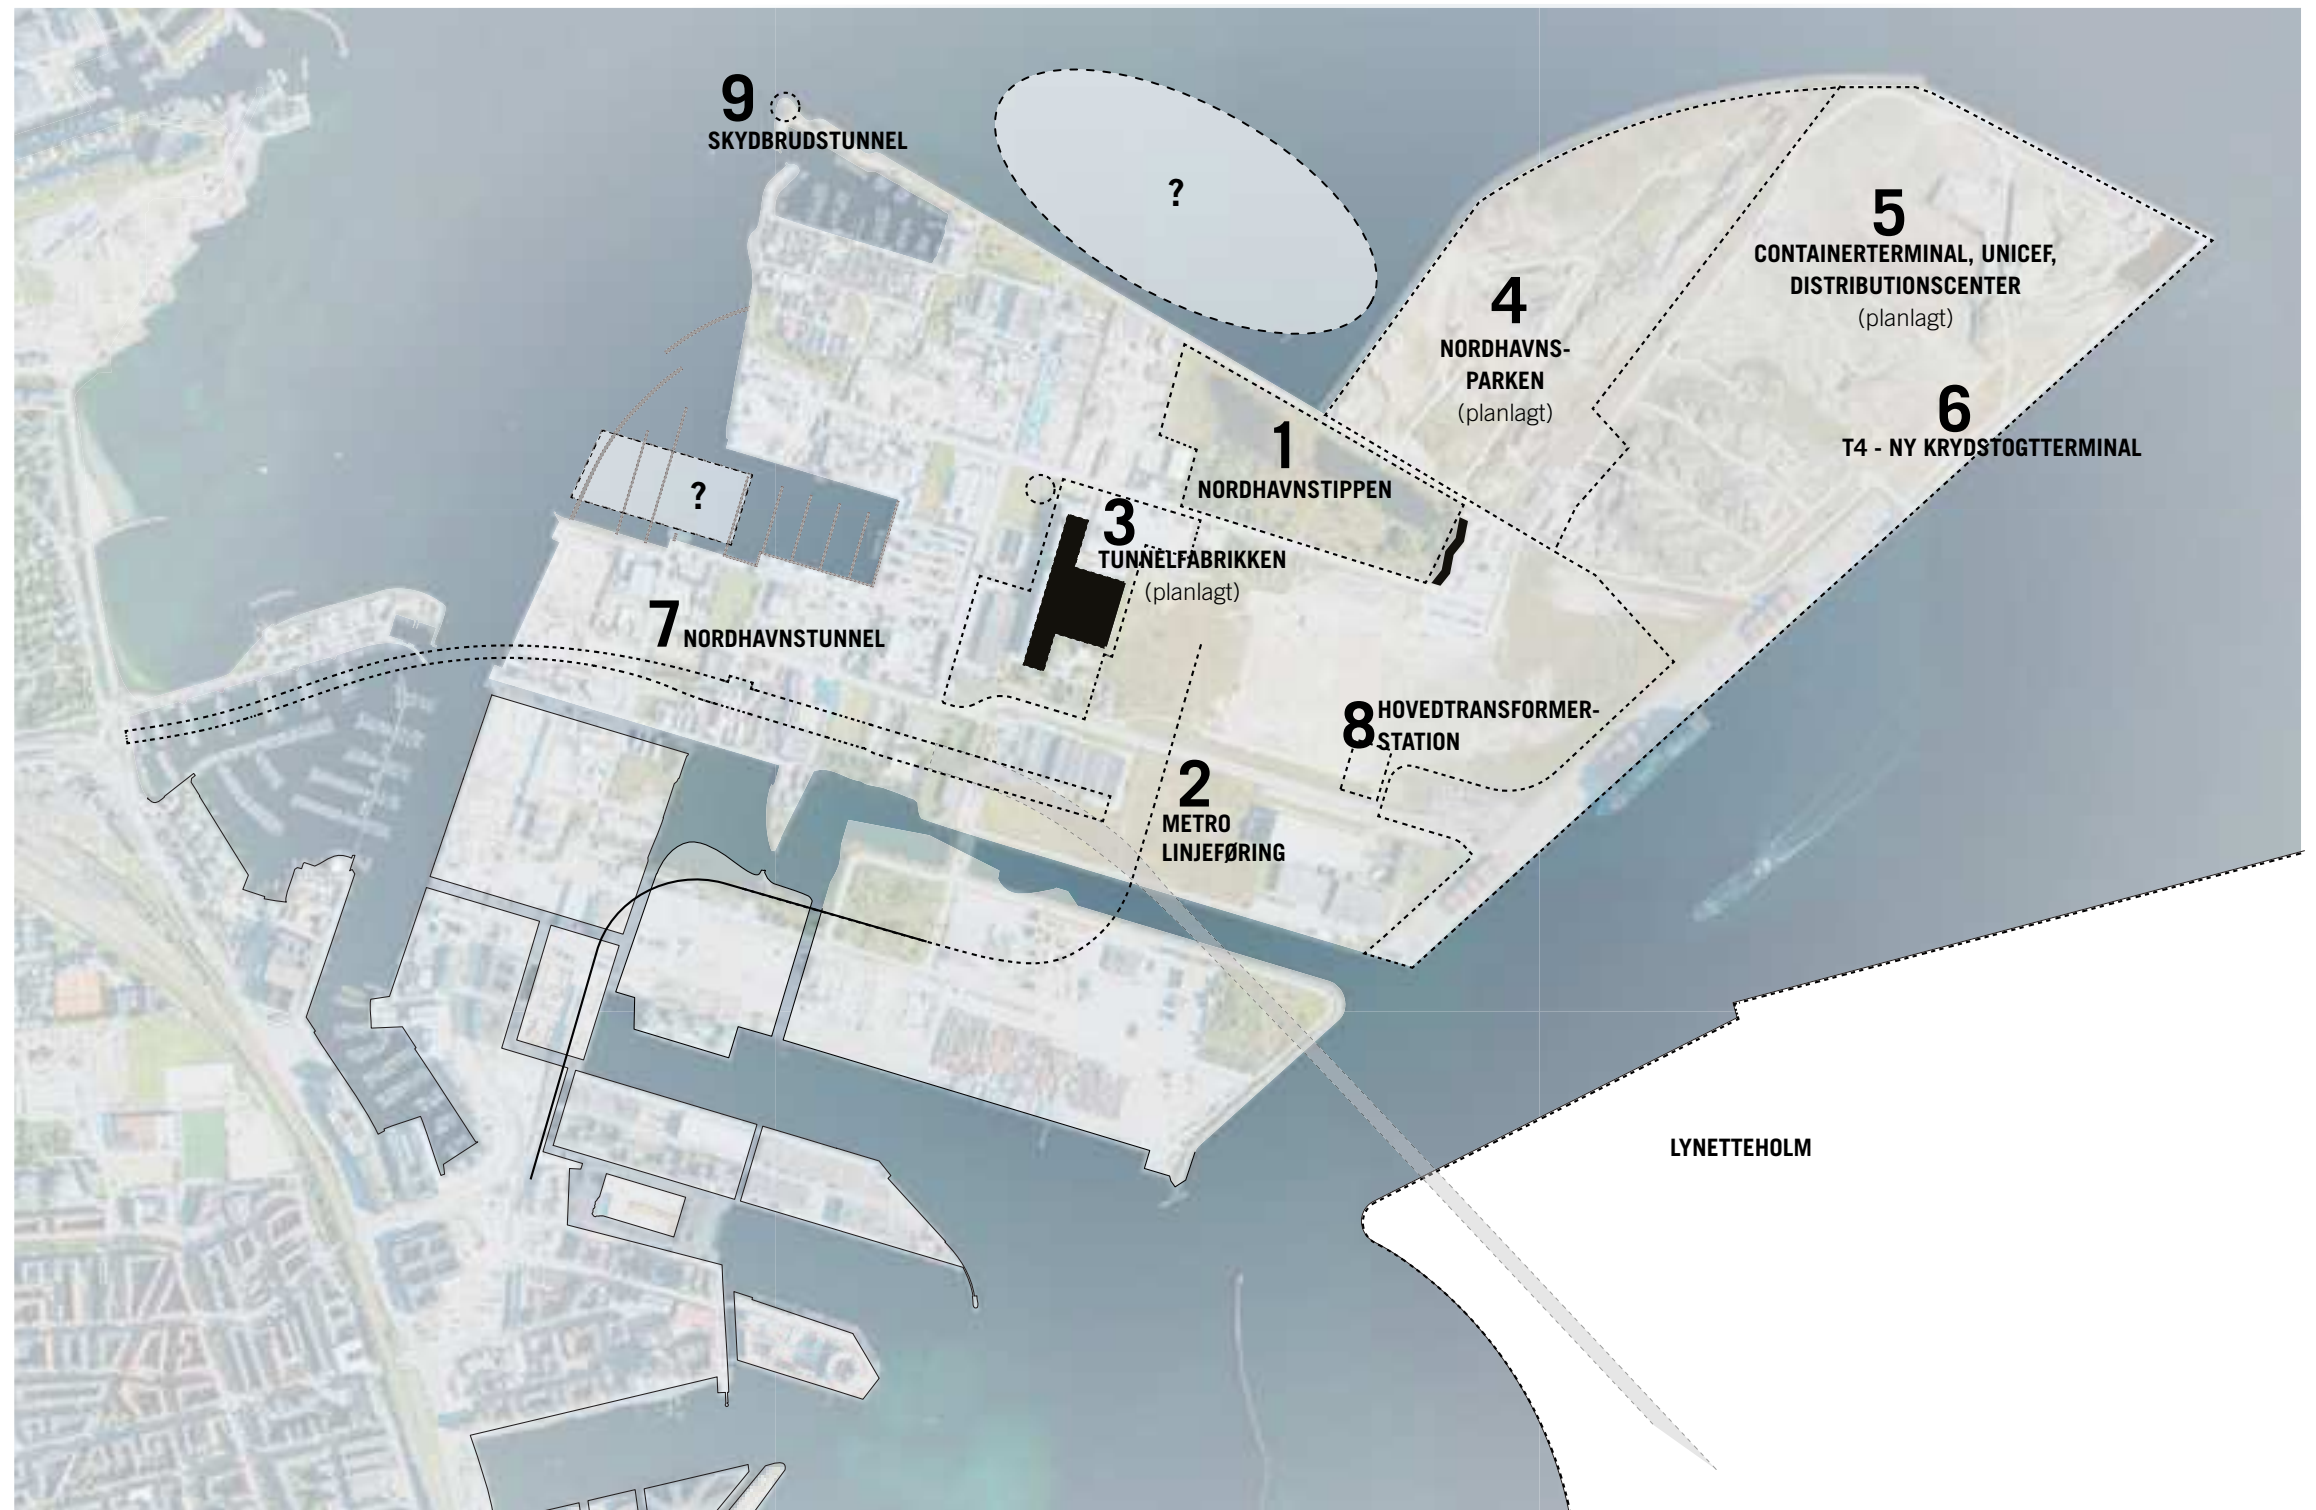 9
SKYDBRUDSTUNNEL
?
5
CONTAINERTERMINAL, UNICEF,
DISTRIBUTIONSCENTER
(planlagt)
4
NORDHAVNS-
PARKEN
(planlagt)
6
T4 - NY KRYDSTOGTTERMINAL
1
NORDHAVNSTIPPEN
?
3
TUNNELFABRIKKEN
(planlagt)
7 NORDHAVNSTUNNEL
8 HOVEDTRANSFORMER-
STATION
2
METRO
LINJEFØRING
LYNETTEHOLM